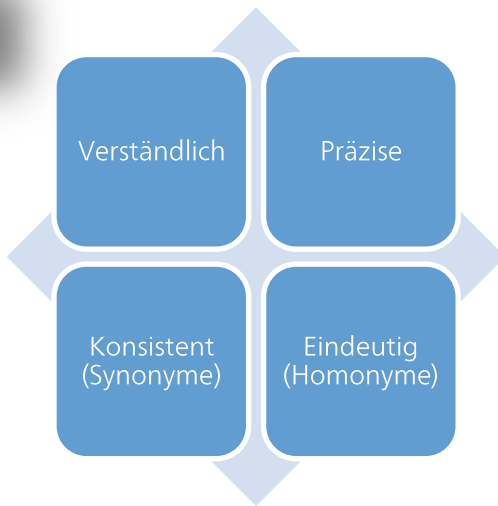 Verständlich
Präzise
Konsistent
(Synonyme)
Eindeutig
(Homonyme)